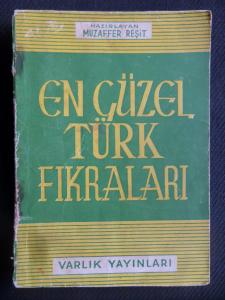 HAZIRLAYAN
MUZAFFER REŞİT
EN GÜZEL
TÜRK
FIKRALARI
VARLIK YAYINLARI